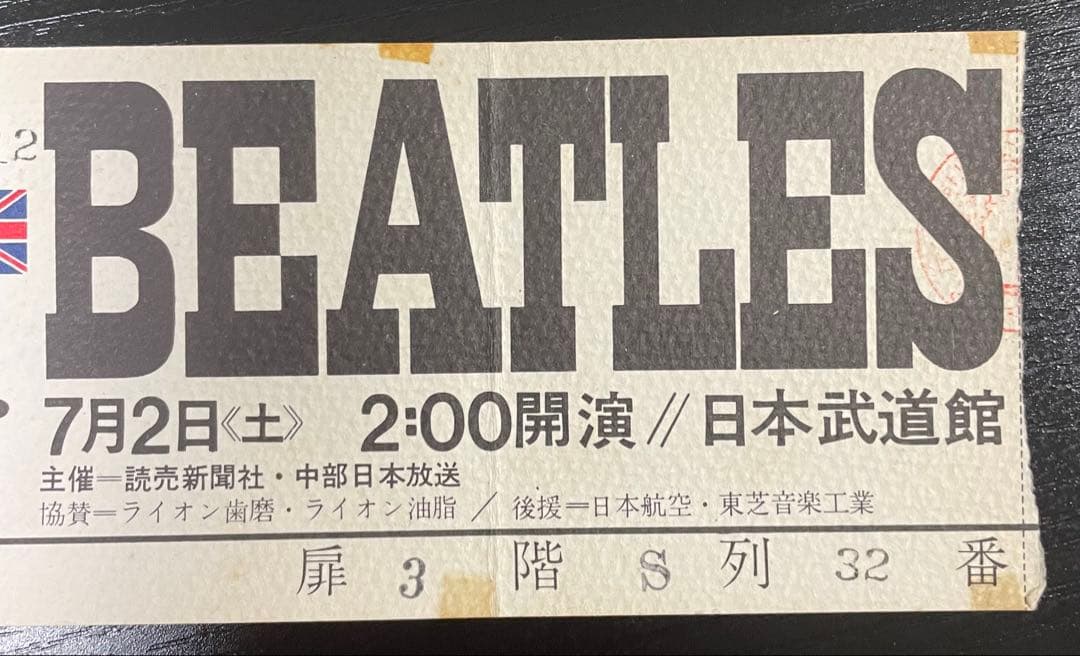 2
BEATLES
7月2日《土》 2:00開演//日本武道館
主催=読売新聞社・中部日本放送
協賛=ライオン歯磨・ライオン油脂 / 後援=日本航空・東芝音楽工業
扉 3 階 S 列 32 番